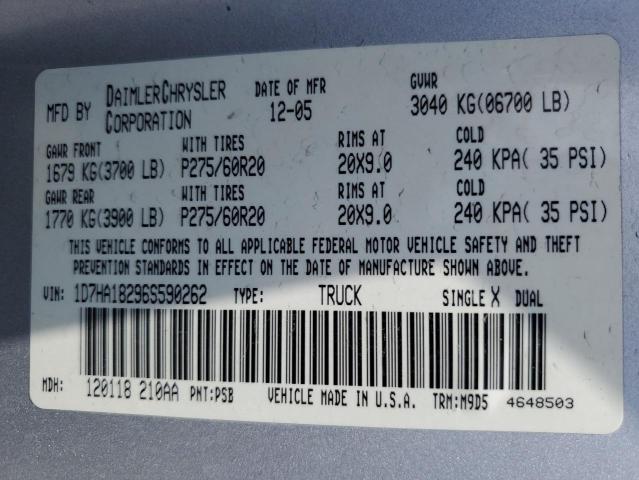 MFD BY DAIMLERCHRYSLER CORPORATION DATE OF MFR 12-05 GVWR 3040 KG(06700 LB)
GAWR FRONT WITH TIRES RIMS AT COLD
1679 KG(3700 LB) P275/60R20 20X9.0 240 KPA( 35 PSI)
GAWR REAR WITH TIRES RIMS AT COLD
1770 KG(3900 LB) P275/60R20 20X9.0 240 KPA( 35 PSI)
THIS VEHICLE CONFORMS TO ALL APPLICABLE FEDERAL MOTOR VEHICLE SAFETY AND THEFT
PREVENTION STANDARDS IN EFFECT ON THE DATE OF MANUFACTURE SHOWN ABOVE.
VIN: 1D7HA18296S590262 TYPE: TRUCK SINGLE X DUAL
MDH: 120118 210AA PNT:PSB VEHICLE MADE IN U.S.A. TRM:M9D5 4648503